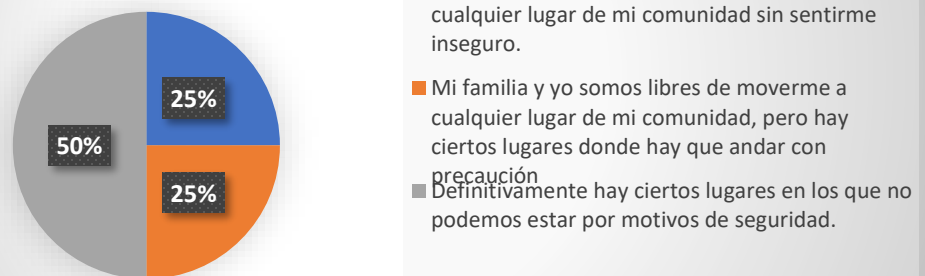 25%
50%
25%
cualquier lugar de mi comunidad sin sentirme
inseguro.
Mi familia y yo somos libres de moverme a
cualquier lugar de mi comunidad, pero hay
ciertos lugares donde hay que andar con
precaución
Definitivamente hay ciertos lugares en los que no
podemos estar por motivos de seguridad.